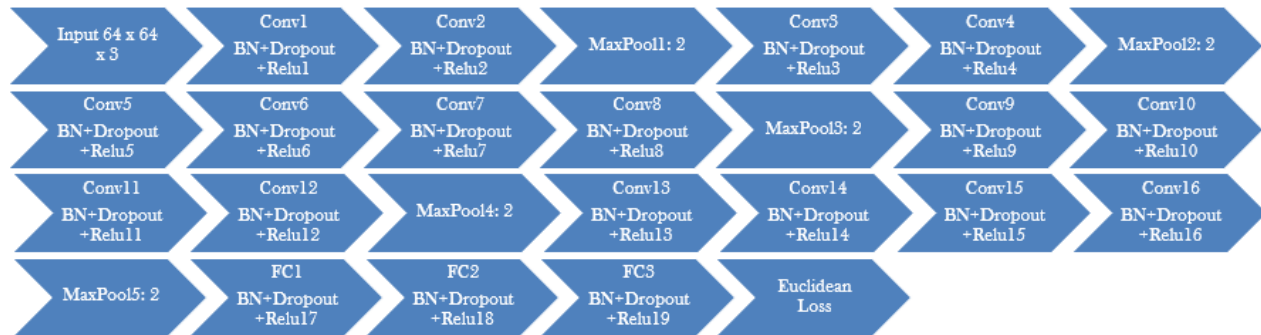 Input 64 x 64
x 3
Conv1
BN+Dropout
+Relu1
Conv2
BN+Dropout
+Relu2
MaxPool1: 2
Conv3
BN+Dropout
+Relu3
Conv4
BN+Dropout
+Relu4
MaxPool2: 2
Conv5
BN+Dropout
+Relu5
Conv6
BN+Dropout
+Relu6
Conv7
BN+Dropout
+Relu7
Conv8
BN+Dropout
+Relu8
MaxPool3: 2
Conv9
BN+Dropout
+Relu9
Conv10
BN+Dropout
+Relu10
Conv11
BN+Dropout
+Relu11
Conv12
BN+Dropout
+Relu12
MaxPool4: 2
Conv13
BN+Dropout
+Relu13
Conv14
BN+Dropout
+Relu14
Conv15
BN+Dropout
+Relu15
Conv16
BN+Dropout
+Relu16
MaxPool5: 2
FC1
BN+Dropout
+Relu17
FC2
BN+Dropout
+Relu18
FC3
BN+Dropout
+Relu19
Euclidean
Loss